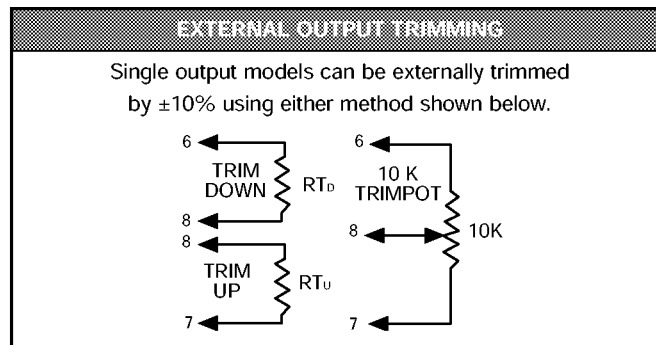 EXTERNAL OUTPUT TRIMMING
Single output models can be externally trimmed
by ±10% using either method shown below.
6
TRIM
DOWN
RTD
8
8
TRIM
UP
RTU
7
6
10 K
TRIMPOT
8
10K
7